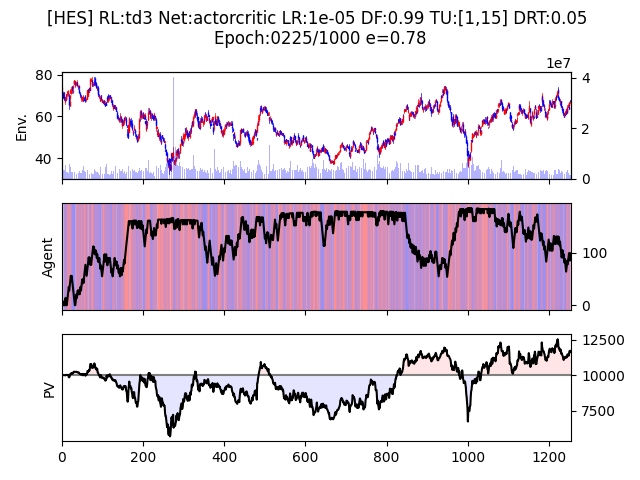 [HES] RL:td3 Net:actorcritic LR:1e-05 DF:0.99 TU:[1,15] DRT:0.05
Epoch:0225/1000 e=0.78
1e7
80
60
40
Env.
4
2
0
Agent
100
0
PV
12500
10000
7500
0 200 400 600 800 1000 1200